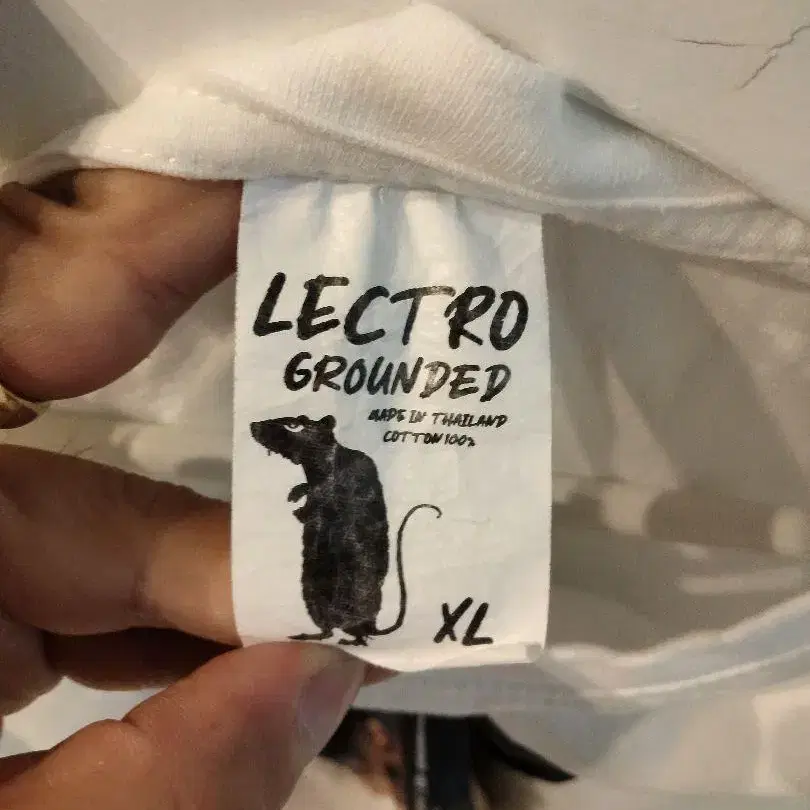 LECTRO
GROUNDED
MADE IN THAILAND
COTTON 100%
XL